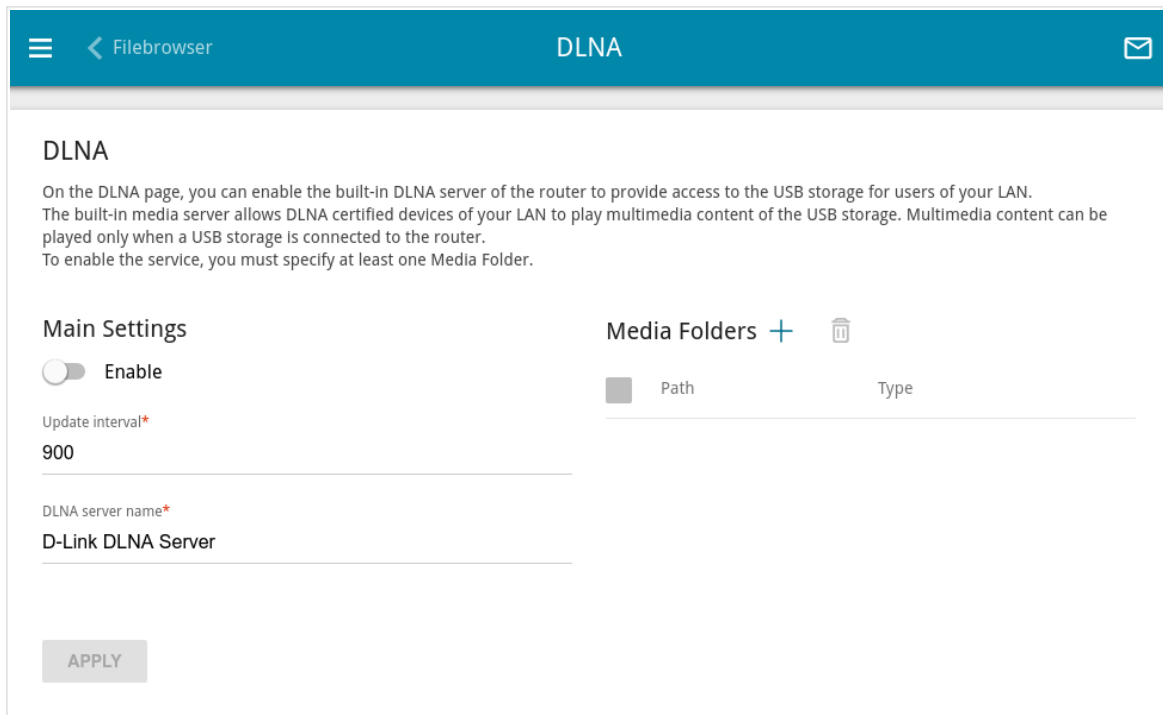 Filebrowser
DLNA
DLNA
On the DLNA page, you can enable the built-in DLNA server of the router to provide access to the USB storage for users of your LAN.
The built-in media server allows DLNA certified devices of your LAN to play multimedia content of the USB storage. Multimedia content can be
played only when a USB storage is connected to the router.
To enable the service, you must specify at least one Media Folder.
Main Settings
Enable
Update interval*
900
DLNA server name*
D-Link DLNA Server
APPLY
Media Folders
Path Type